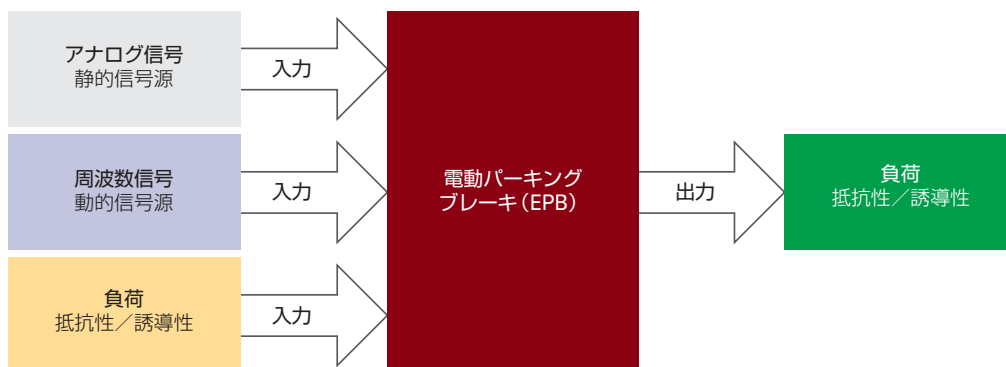 アナログ信号
静的信号源
入力
周波数信号
動的信号源
入力
負荷
抵抗性／誘導性
入力
電動パーキング
ブレーキ（EPB）
出力
負荷
抵抗性／誘導性